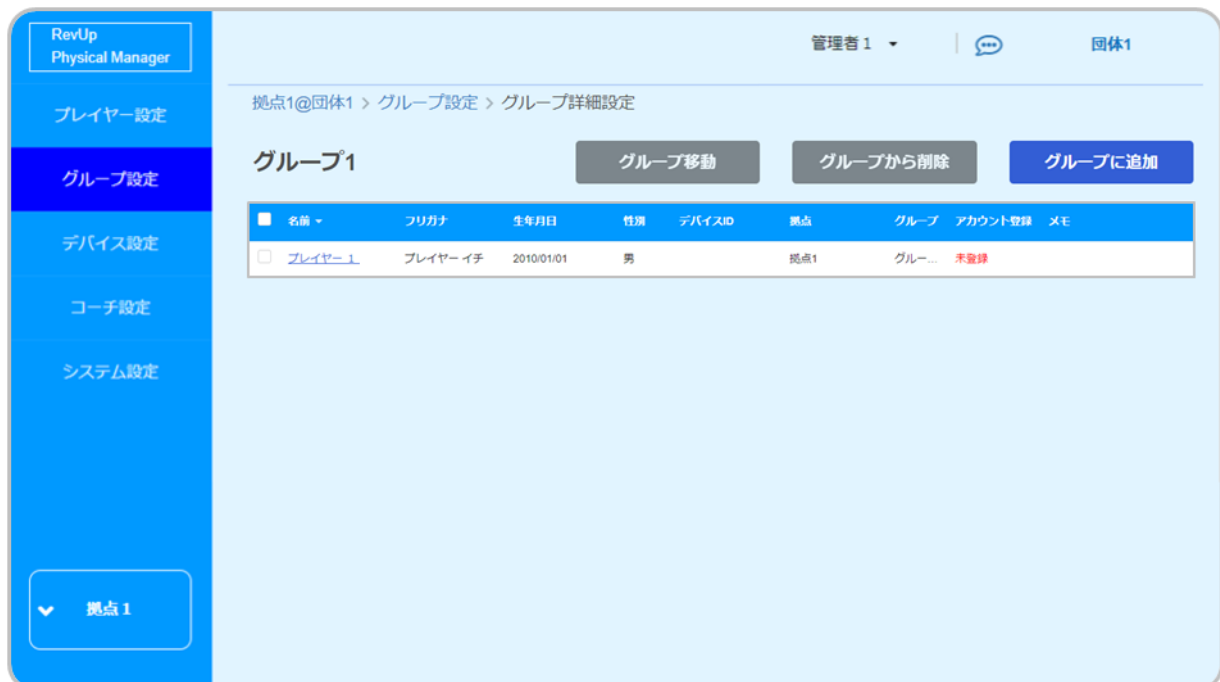 RevUp
Physical Manager
管理者１
団体1
プレイヤー設定
グループ設定
デバイス設定
コーチ設定
システム設定
拠点１
拠点1@団体1 > グループ設定 > グループ詳細設定
グループ1
グループ移動 グループから削除 グループに追加
名前 フリガナ 生年月日 性別 デバイスID 拠点 グループ アカウント登録 メモ
プレイヤー 1 プレイヤー イチ 2010/01/01 男 拠点1 グルー... 未登録